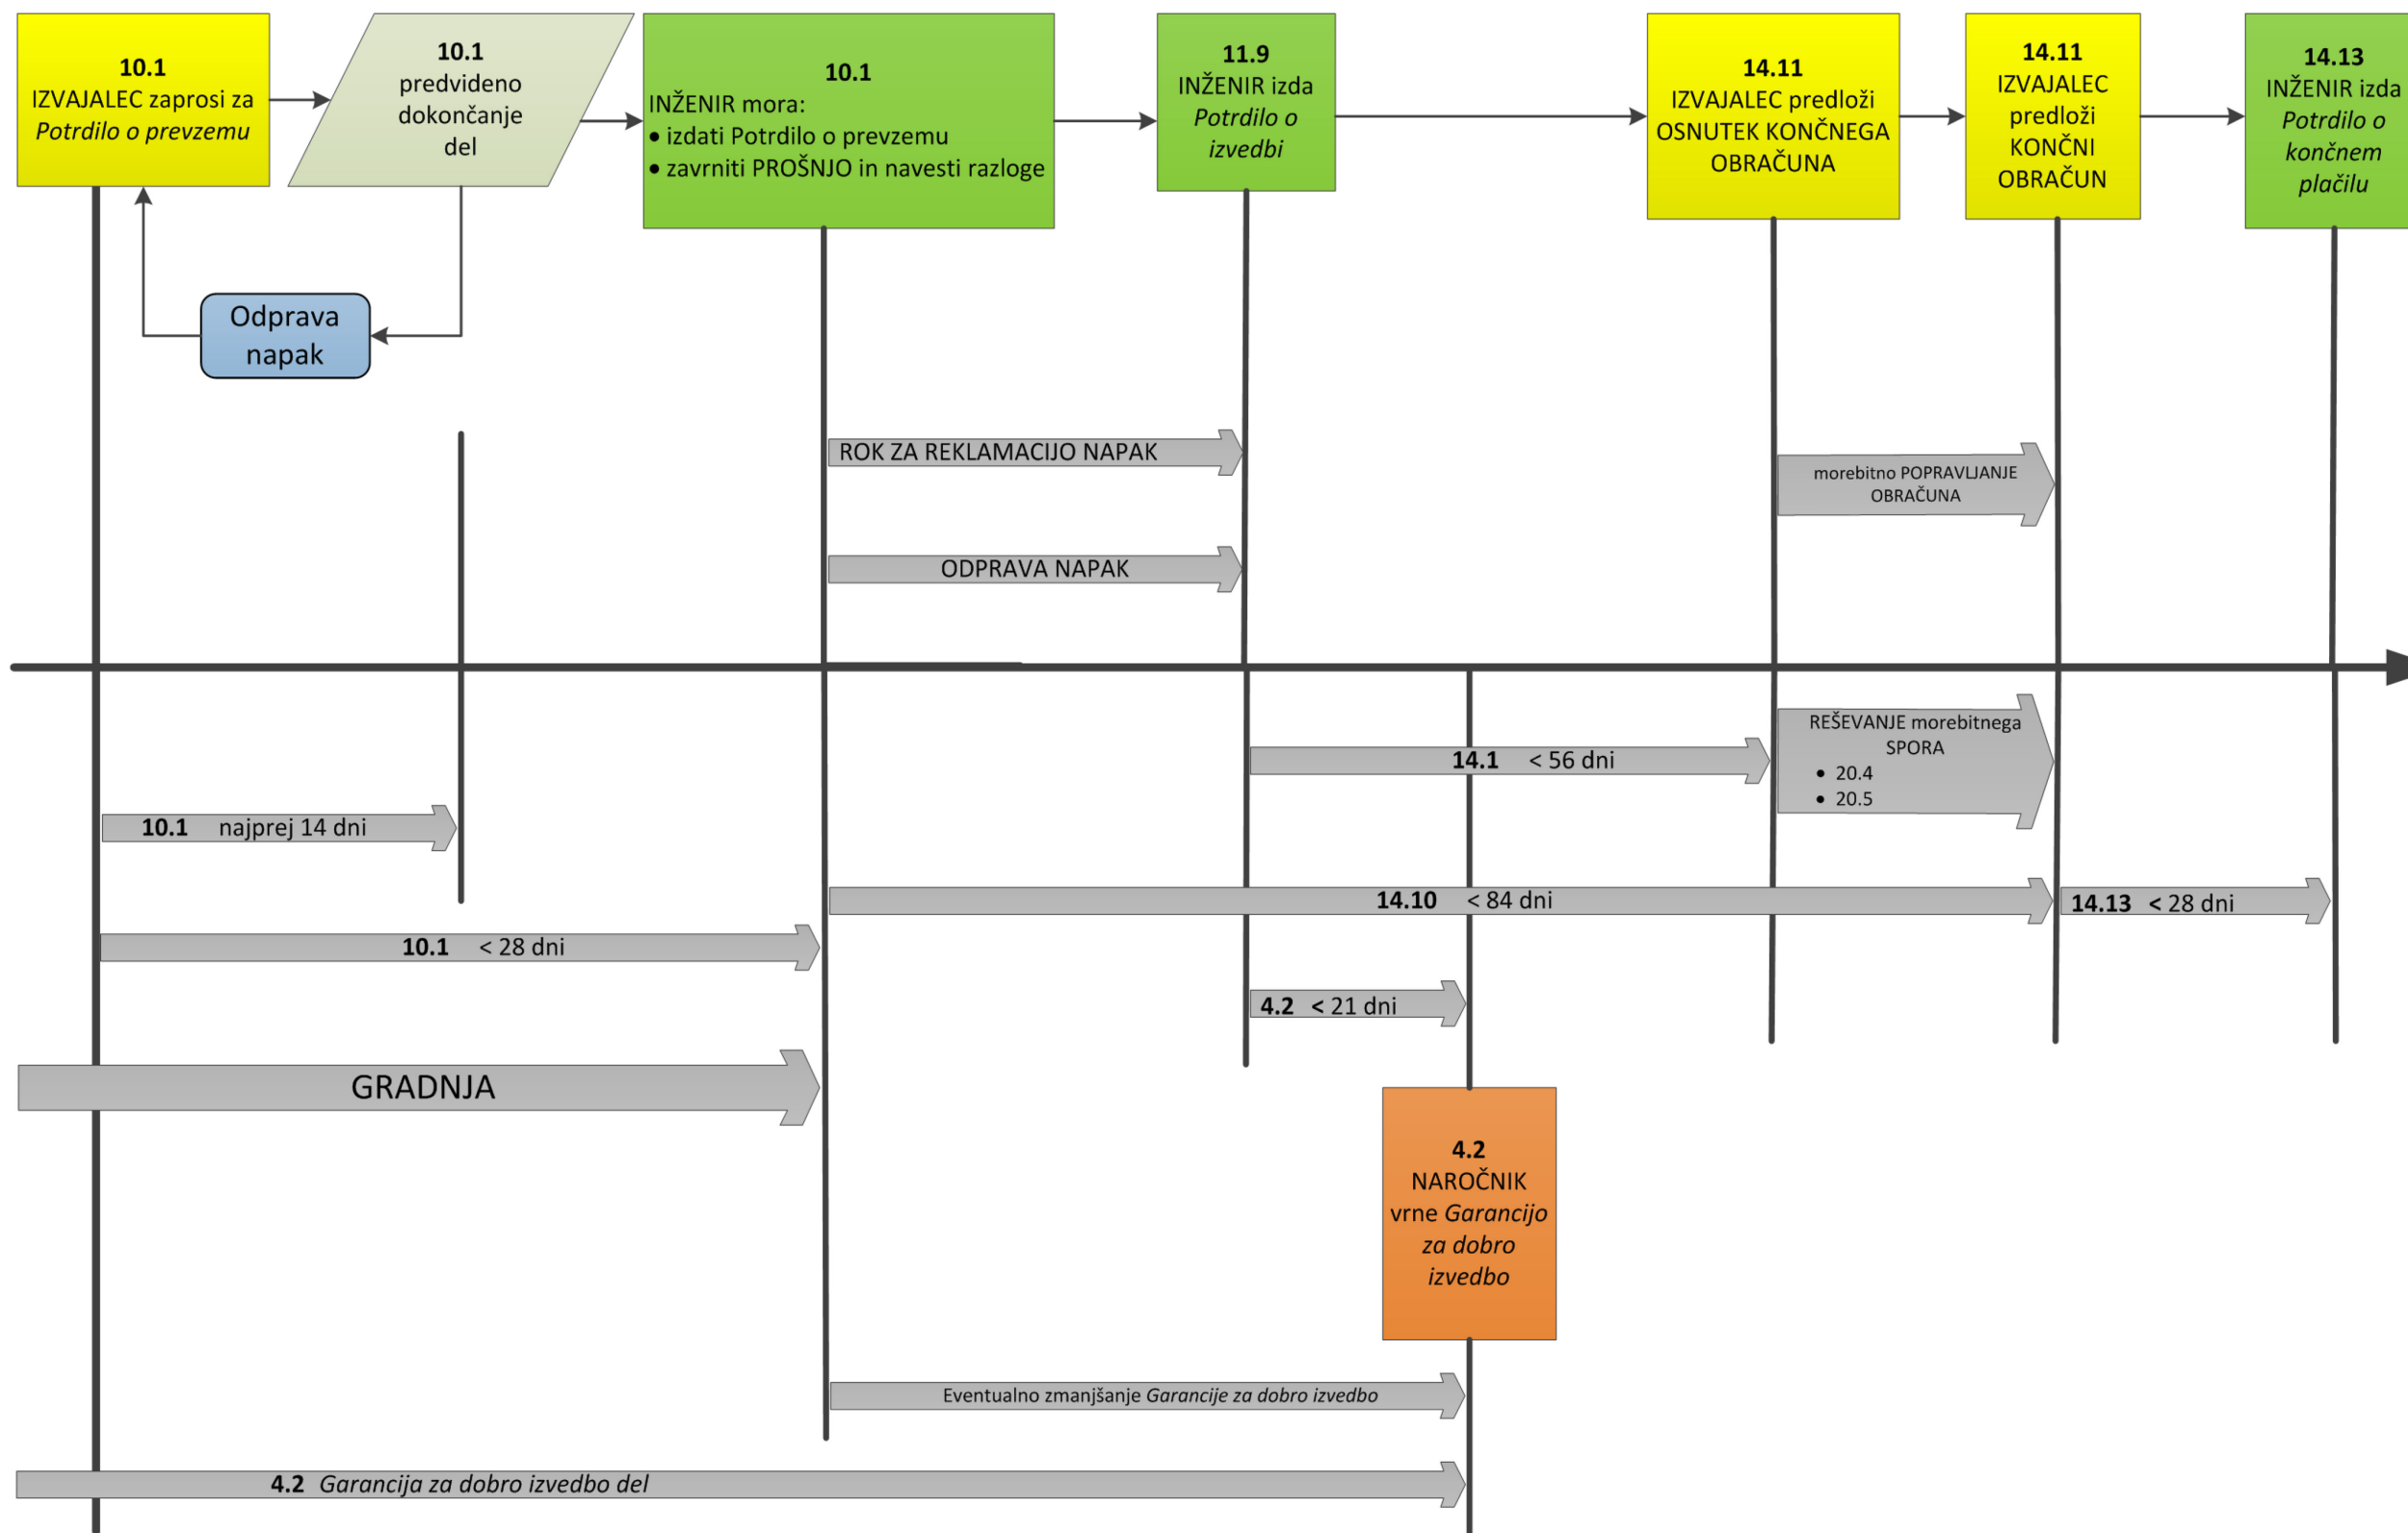 10.1
IZVAJALEC zaprosi za
Potrdilo o prevzemu
10.1
predvideno
dokončanje
del
10.1
INŽENIR mora:
• izdati Potrdilo o prevzemu
• zavrniti PROŠNJO in navesti razloge
11.9
INŽENIR izda
Potrdilo o
izvedbi
14.11
IZVAJALEC predloži
OSNUTEK KONČNEGA
OBRAČUNA
14.11
IZVAJALEC
predloži
KONČNI
OBRAČUN
14.13
INŽENIR izda
Potrdilo o
končnem
plačilu
Odprava
napak
ROK ZA REKLAMACIJO NAPAK
morebitno POPRAVLJANJE
OBRAČUNA
ODPRAVA NAPAK
REŠEVANJE morebitnega
SPORA
• 20.4
• 20.5
14.1 < 56 dni
10.1 najprej 14 dni
14.10 < 84 dni
14.13 < 28 dni
10.1 < 28 dni
4.2 < 21 dni
GRADNJA
4.2
NAROČNIK
vrne Garancijo
za dobro
izvedbo
Eventualno zmanjšanje Garancije za dobro izvedbo
4.2 Garancija za dobro izvedbo del